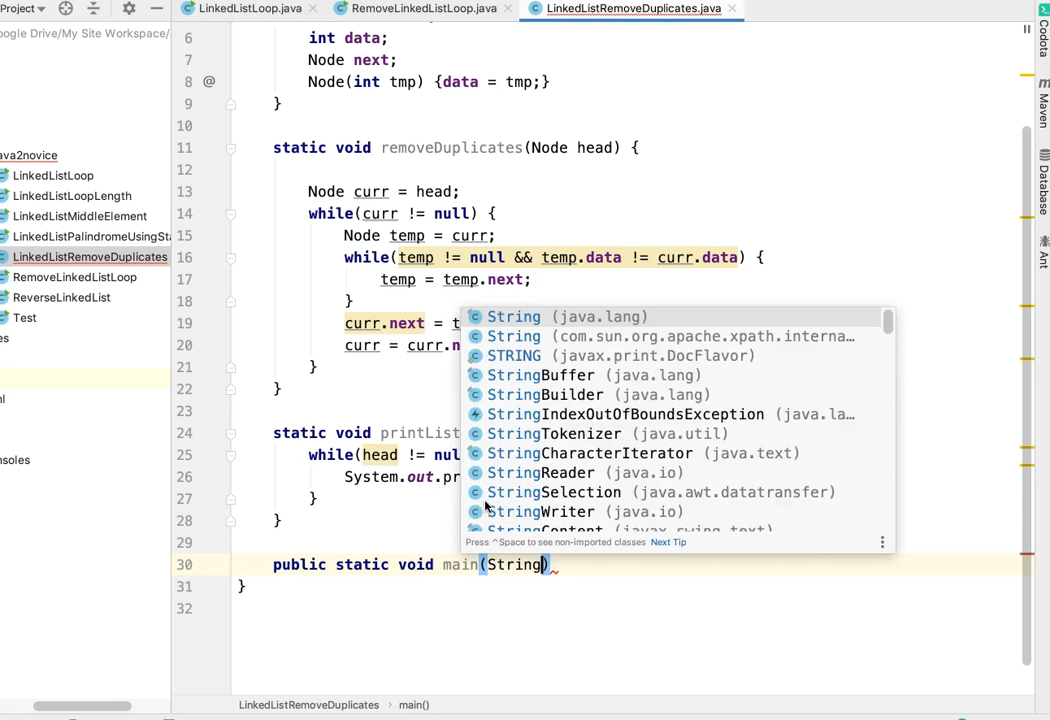 Project
LinkedListLoop.java
RemoveLinkedListLoop.java
LinkedListRemoveDuplicates.java
oogle Drive/My Site Workspace/
ava2novice
LinkedListLoop
LinkedListLoopLength
LinkedListMiddleElement
LinkedListPalindromeUsingSta
LinkedListRemoveDuplicates
RemoveLinkedListLoop
ReverseLinkedList
Test
es
nl
nsoles
6 int data;
7 Node next;
8 @ Node(int tmp) {data = tmp;}
9 }
10
11 static void removeDuplicates(Node head) {
12
13 Node curr = head;
14 while(curr != null) {
15 Node temp = curr;
16 while(temp != null && temp.data != curr.data) {
17 temp = temp.next;
18 }
19 curr.next = t
20 curr = curr.n
21 }
22 }
23
24 static void printList
25 while(head != nul
26 System.out.pr
27 }
28 }
29
30 public static void main(String)
31 }
32
String (java.lang)
String (com.sun.org.apache.xpath.interna…
STRING (javax.print.DocFlavor)
StringBuffer (java.lang)
StringBuilder (java.lang)
StringIndexOutOfBoundsException (java.la…
StringTokenizer (java.util)
StringCharacterIterator (java.text)
StringReader (java.io)
StringSelection (java.awt.datatransfer)
StringWriter (java.io)
StringContent (javax.swing.text)
Press ^Space to see non-imported classes Next Tip
Codota
m Maven
Database
Ant
LinkedListRemoveDuplicates › main()